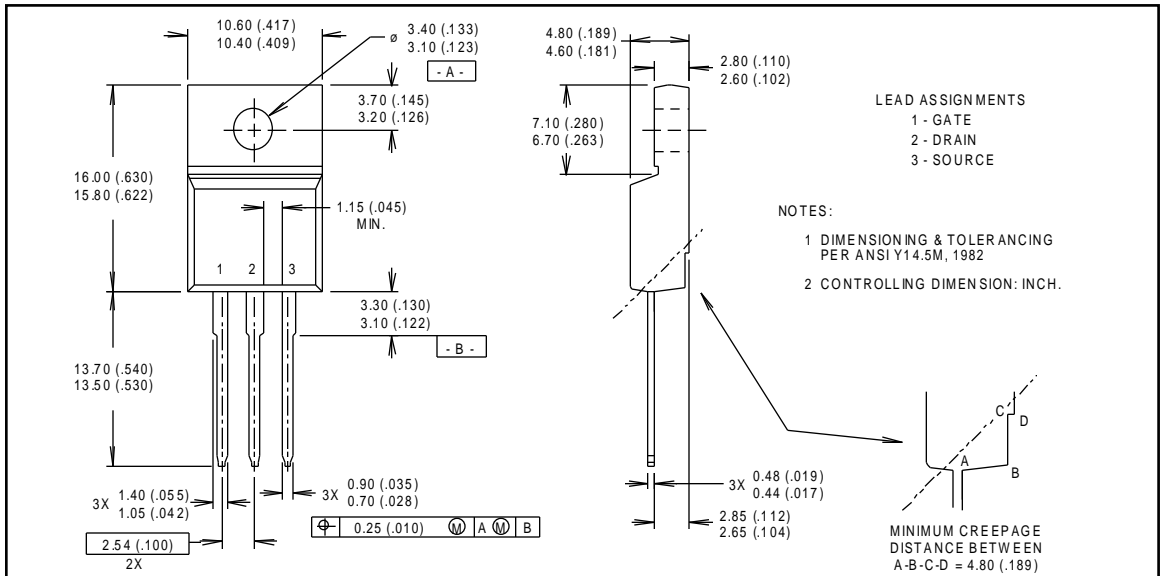 10.60 (.417)
10.40 (.409)
ø 3.40 (.133)
3.10 (.123)
- A -
3.70 (.145)
3.20 (.126)
16.00 (.630)
15.80 (.622)
1.15 (.045)
MIN.
1 2 3
3.30 (.130)
3.10 (.122)
- B -
13.70 (.540)
13.50 (.530)
3X 1.40 (.055)
1.05 (.042)
3X 0.90 (.035)
0.70 (.028)
0.25 (.010) M A M B
2.54 (.100)
2X
4.80 (.189)
4.60 (.181)
2.80 (.110)
2.60 (.102)
7.10 (.280)
6.70 (.263)
3X 0.48 (.019)
0.44 (.017)
2.85 (.112)
2.65 (.104)
LEAD ASSIGNMENTS
1 - GATE
2 - DRAIN
3 - SOURCE
NOTES:
1 DIMENSIONING & TOLERANCING
PER ANSI Y14.5M, 1982
2 CONTROLLING DIMENSION: INCH.
C
D
A
B
MINIMUM CREEPAGE
DISTANCE BETWEEN
A-B-C-D = 4.80 (.189)